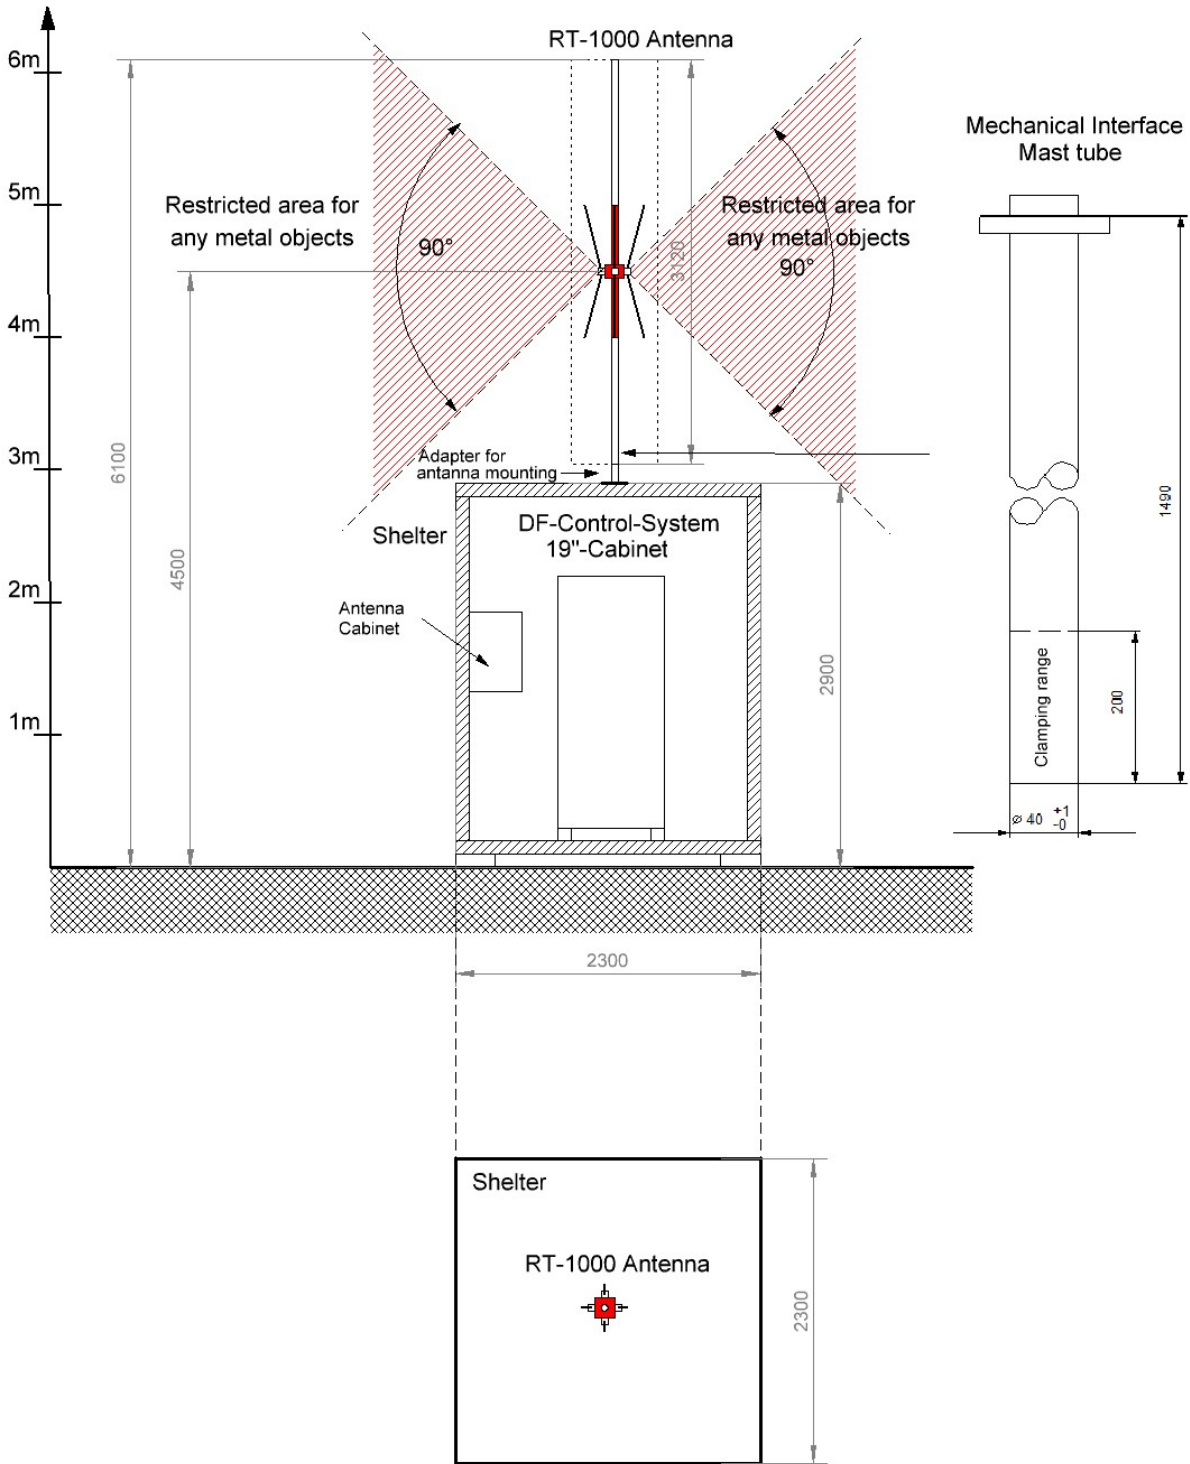 RT-1000 Antenna
6m
5m
4m
3m
2m
1m
6100
4500
Restricted area for
any metal objects
90°
Restricted area for
any metal objects
90°
3120
Adapter for
antanna mounting
Shelter
DF-Control-System
19"-Cabinet
Antenna
Cabinet
2900
2300
Mechanical Interface
Mast tube
1490
Clamping range
200
⌀ 40 +1
-0
Shelter
RT-1000 Antenna
2300